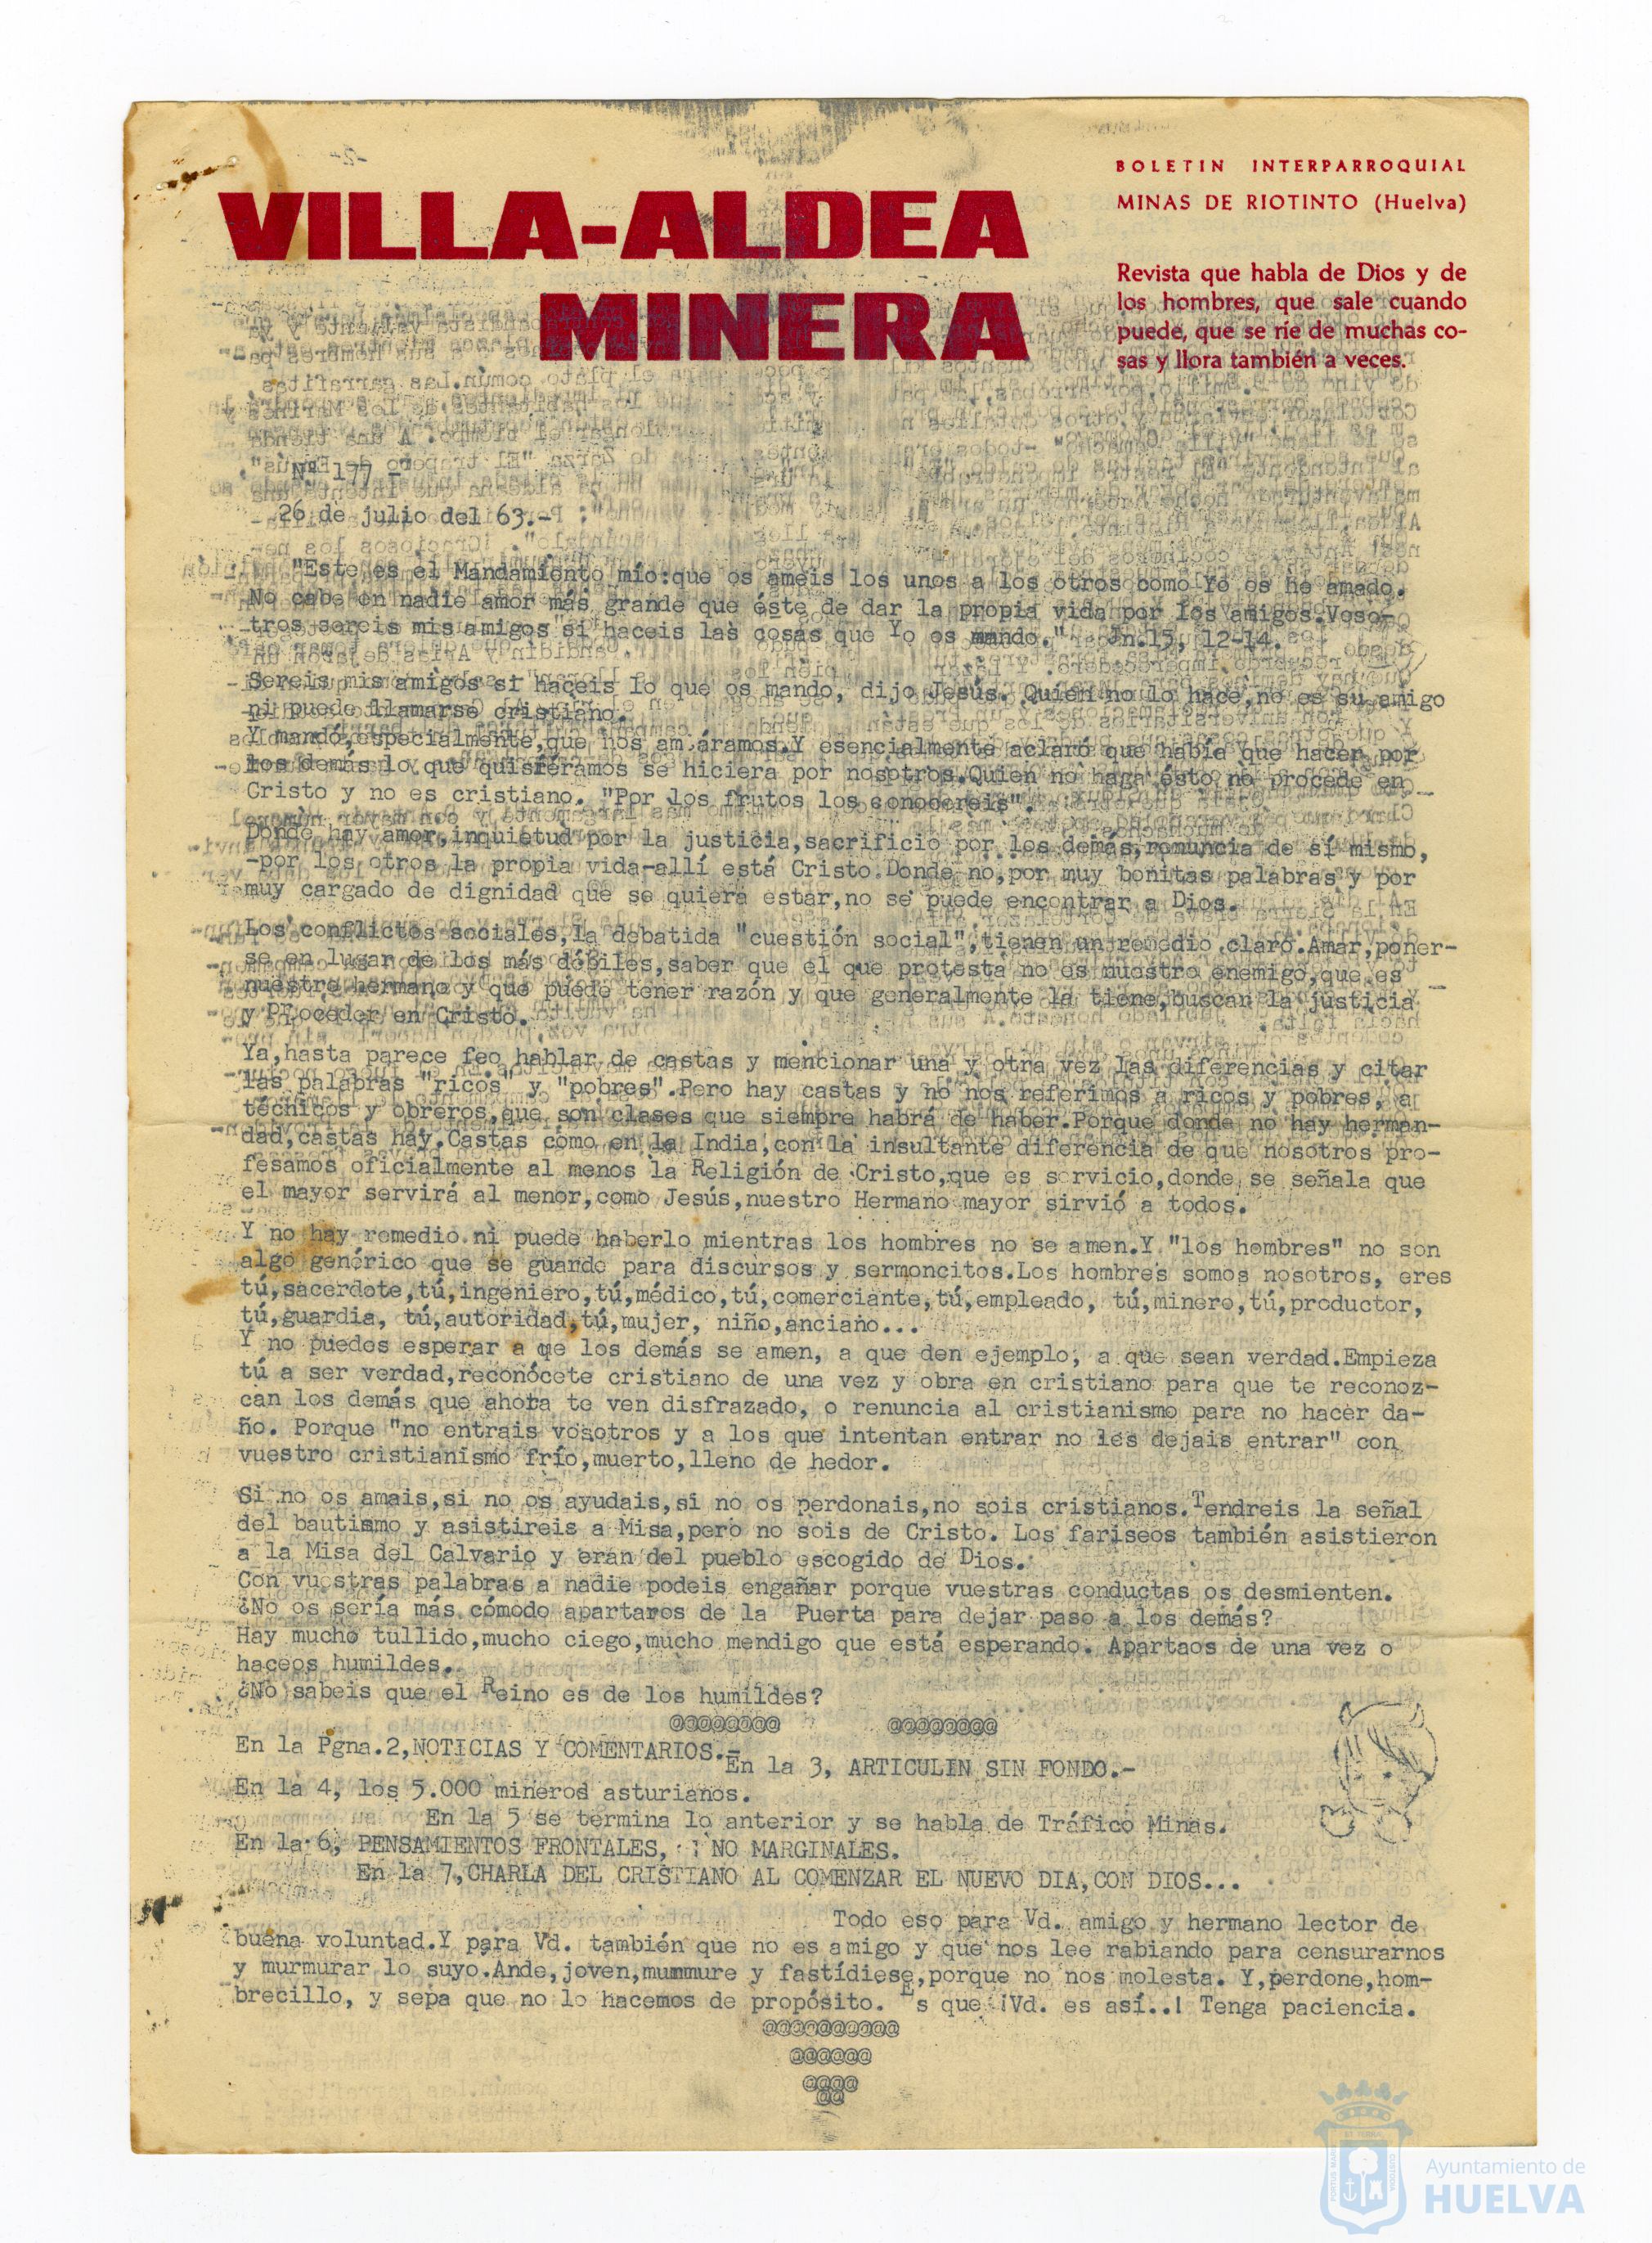 VILLA-ALDEA
MINERA
BOLETIN INTERPARROQUIAL
MINAS DE RIOTINTO (Huelva)
Revista que habla de Dios y de
los hombres, que sale cuando
puede, que se ríe de muchas co-
sas y llora también a veces.
Nº 177 -
26 de julio del 63.-
"Este es el Mandamiento mío:que os ameis los unos a los otros como Yo os he amado.
No cabe en nadie amor más grande que éste de dar la propia vida por los amigos.Voso-
tros sereis mis amigos si haceis las cosas que Yo os mando." Jn.15, 12-14.
Sereis mis amigos si haceis lo que os mando, dijo Jesús. Quien no lo hace,no es su amigo
ni puede llamarse cristiano.
Y mandó,especialmente,que nos amáramos.Y esencialmente aclaró que había que hacer por
los demás lo que quisiéramos se hiciera por nosotros.Quien no haga ésto no procede en
Cristo y no es cristiano. "Por los frutos los conocereis".
Donde hay amor,inquietud por la justicia,sacrificio por los demás,renuncia de sí mismo,
-por los otros la propia vida-allí está Cristo.Donde no,por muy bonitas palabras y por
muy cargado de dignidad que se quiera estar,no se puede encontrar a Dios.
Los conflictos sociales,la debatida "cuestión social",tienen un remedio claro.Amar,poner-
se en lugar de los más débiles,saber que el que protesta no es nuestro enemigo,que es
nuestro hermano y que puede tener razón y que generalmente la tiene,buscar la justicia
y proceder en Cristo.
Ya,hasta parece feo hablar de castas y mencionar una y otra vez las diferencias y citar
las palabras "ricos" y "pobres".Pero hay castas y no nos referimos a ricos y pobres, a
técnicos y obreros,que son clases que siempre habrá de haber.Porque donde no hay herman-
dad,castas hay.Castas como en la India,con la insultante diferencia de que nosotros pro-
fesamos oficialmente al menos la Religión de Cristo,que es servicio,donde se señala que
el mayor servirá al menor,como Jesús,nuestro Hermano mayor sirvió a todos.
Y no hay remedio ni puede haberlo mientras los hombres no se amen.Y "los hombres" no son
algo genérico que se guarde para discursos y sermoncitos.Los hombres somos nosotros, eres
tú,sacerdote,tú,ingeniero,tú,médico,tú,comerciante,tú,empleado, tú,minero,tú,productor,
tú,guardia, tú,autoridad,tú,mujer, niño,anciano...
Y no puedes esperar a qe los demás se amen, a que den ejemplo, a que sean verdad.Empieza
tú a ser verdad,reconócete cristiano de una vez y obra en cristiano para que te reconoz-
can los demás que ahora te ven disfrazado, o renuncia al cristianismo para no hacer da-
ño. Porque "no entrais vosotros y a los que intentan entrar no les dejais entrar" con
vuestro cristianismo frío,muerto,lleno de hedor.
Si no os amais,si no os ayudais,si no os perdonais,no sois cristianos.Tendreis la señal
del bautismo y asistireis a Misa,pero no sois de Cristo. Los fariseos también asistieron
a la Misa del Calvario y eran del pueblo escogido de Dios.
Con vuestras palabras a nadie podeis engañar porque vuestras conductas os desmienten.
¿No os sería más cómodo apartaros de la Puerta para dejar paso a los demás?
Hay mucho tullido,mucho ciego,mucho mendigo que está esperando. Apartaos de una vez o
haceos humildes.
¿No sabeis que el Reino es de los humildes?
@@@@@@@@ @@@@@@@@
En la Pgna.2,NOTICIAS Y COMENTARIOS.-
En la 3, ARTICULIN SIN FONDO.-
En la 4, los 5.000 mineros asturianos.
En la 5 se termina lo anterior y se habla de Tráfico Minas.
En la 6, PENSAMIENTOS FRONTALES, ¡NO MARGINALES.
En la 7,CHARLA DEL CRISTIANO AL COMENZAR EL NUEVO DIA,CON DIOS...
Todo eso para Vd. amigo y hermano lector de
buena voluntad.Y para Vd. también que no es amigo y que nos lee rabiando para censurarnos
y murmurar lo suyo.Ande,joven,mummure y fastídiese,porque no nos molesta. Y,perdone,hom-
brecillo, y sepa que no lo hacemos de propósito. Es que ¡Vd. es así..! Tenga paciencia.
@@@@@@@@@@
@@@@@@
@@@@
@@
Ayuntamiento de
HUELVA